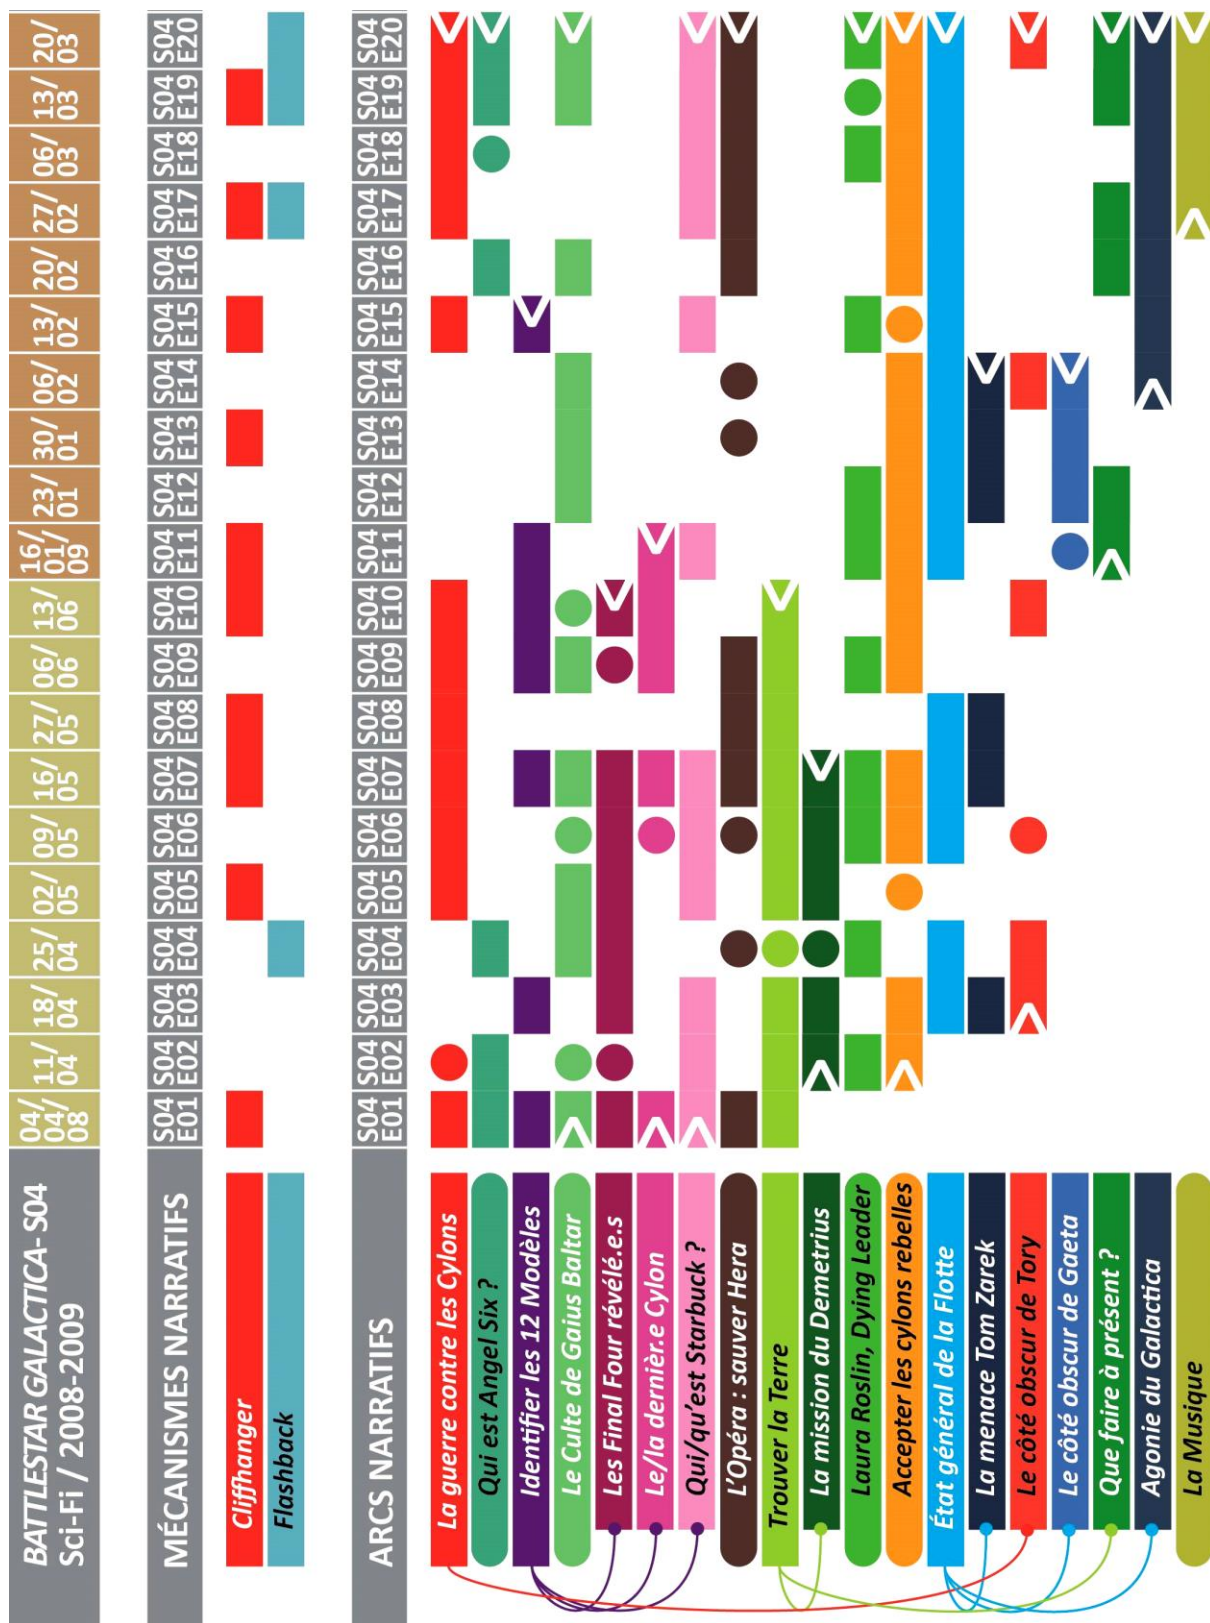 BATTLESTAR GALACTICA- S04
Sci-Fi / 2008-2009
04/
04/
08
11/
04
18/
04
25/
04
02/
05
09/
05
16/
05
27/
05
06/
06
13/
06
16/
01/
09
23/
01
30/
01
06/
02
13/
02
20/
02
27/
02
06/
03
13/
03
20/
03
MÉCANISMES NARRATIFS
S04
E01
S04
E02
S04
E03
S04
E04
S04
E05
S04
E06
S04
E07
S04
E08
S04
E09
S04
E10
S04
E11
S04
E12
S04
E13
S04
E14
S04
E15
S04
E16
S04
E17
S04
E18
S04
E19
S04
E20
Cliffhanger
Flashback
ARCS NARRATIFS
S04
E01
S04
E02
S04
E03
S04
E04
S04
E05
S04
E06
S04
E07
S04
E08
S04
E09
S04
E10
S04
E11
S04
E12
S04
E13
S04
E14
S04
E15
S04
E16
S04
E17
S04
E18
S04
E19
S04
E20
La guerre contre les Cylons
Qui est Angel Six ?
Identifier les 12 Modèles
Le Culte de Gaius Baltar
Les Final Four révélé.e.s
Le/la dernièr.e Cylon
Qui/qu'est Starbuck ?
L'Opéra : sauver Hera
Trouver la Terre
La mission du Demetrius
Laura Roslin, Dying Leader
Accepter les cylons rebelles
État général de la Flotte
La menace Tom Zarek
Le côté obscur de Tory
Le côté obscur de Gaeta
Que faire à présent ?
Agonie du Galactica
La Musique